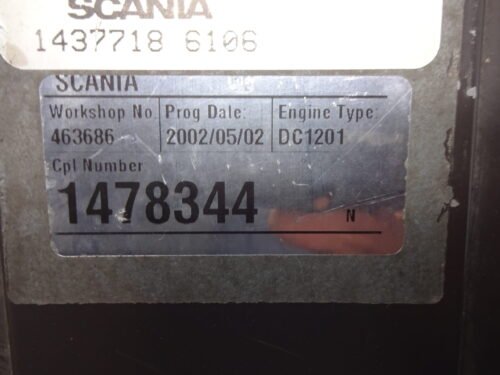 SCANIA
1437718 6106
SCANIA
Workshop No. Prog Date: Engine Type:
463686 2002/05/02 DC1201
Cpl Number
1478344 N